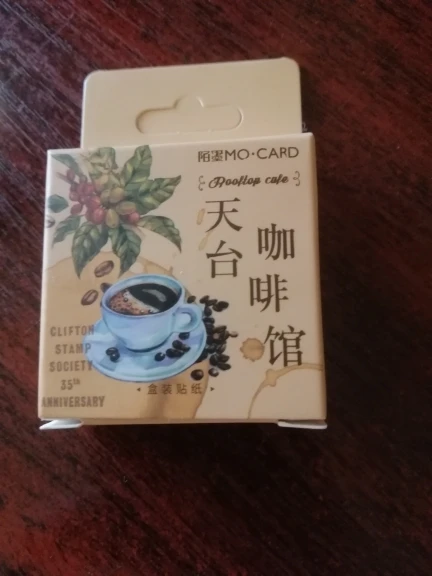 陌墨MO·CARD
Rooftop cafe
天台
咖啡馆
CLIFTON
STAMP
SOCIETY
35th
ANNIVERSARY
盒装贴纸